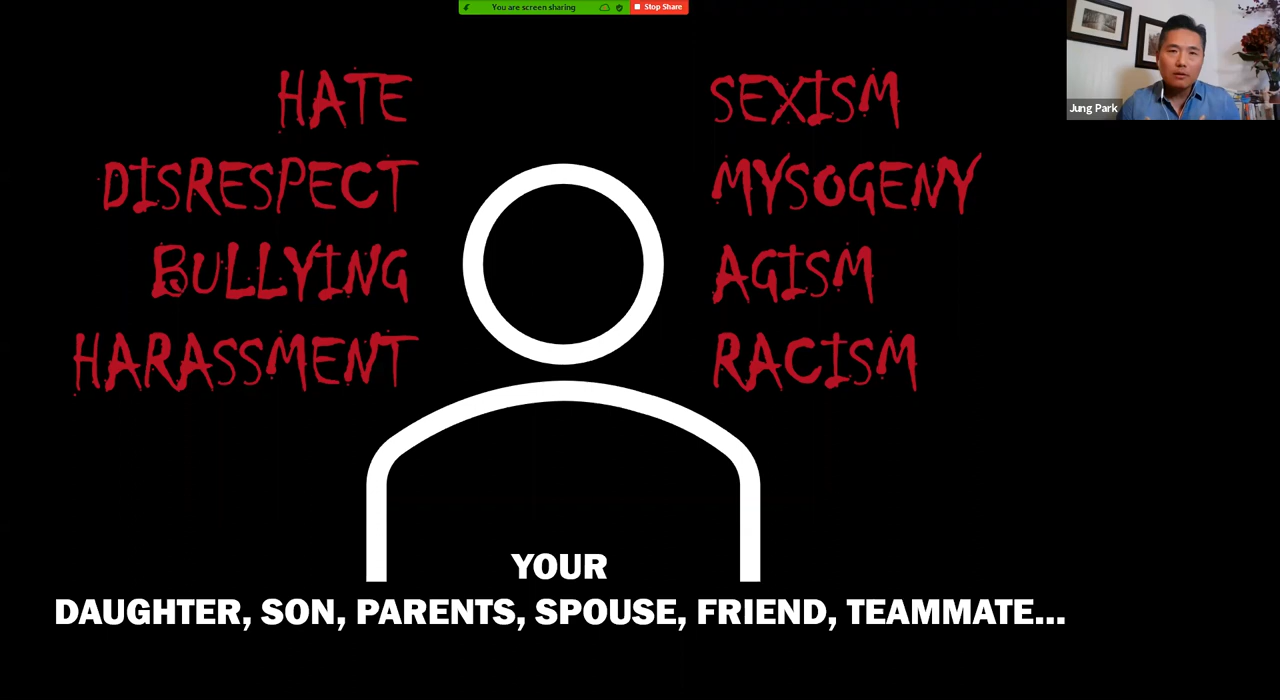 You are screen sharing
Stop Share
Jung Park
HATE
DISRESPECT
BULLYING
HARASSMENT
SEXISM
MYSOGENY
AGISM
RACISM
YOUR
DAUGHTER, SON, PARENTS, SPOUSE, FRIEND, TEAMMATE...